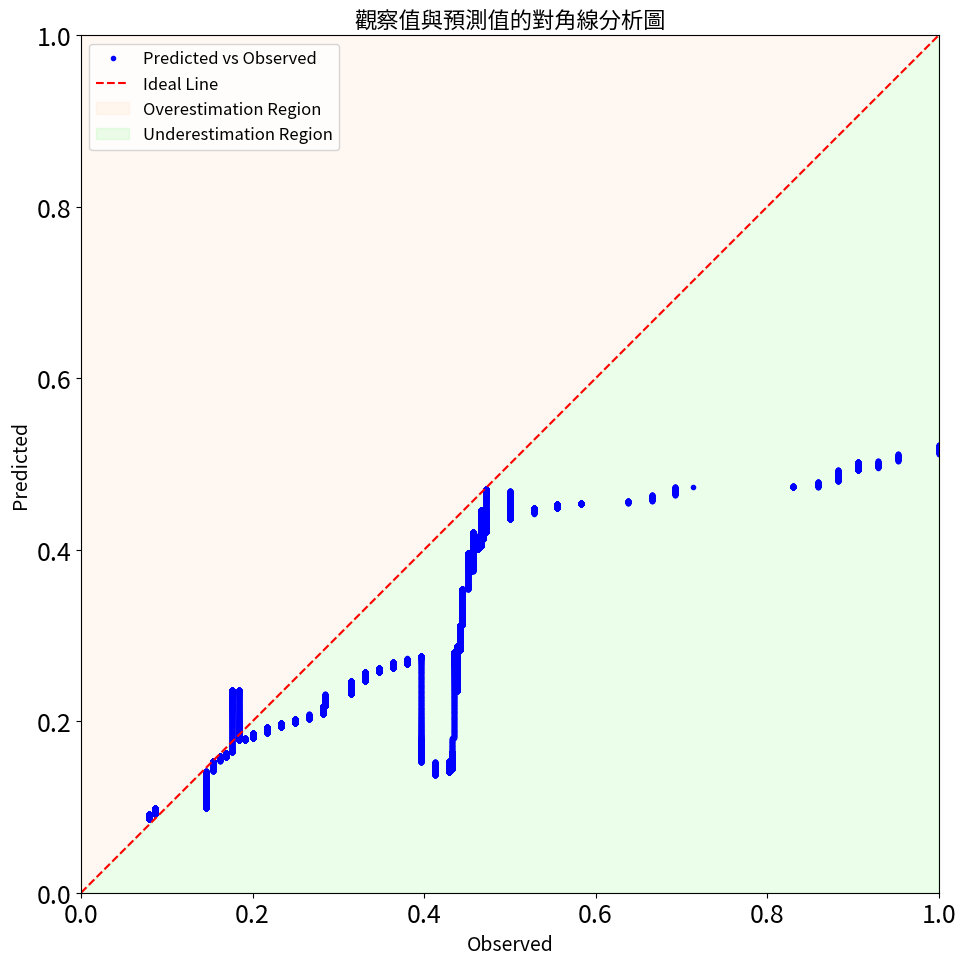 觀察值與預測值的對角線分析圖
Predicted vs Observed
Ideal Line
Overestimation Region
Underestimation Region
Predicted
1.0
0.8
0.6
0.4
0.2
0.0
0.0 0.2 0.4 0.6 0.8 1.0
Observed